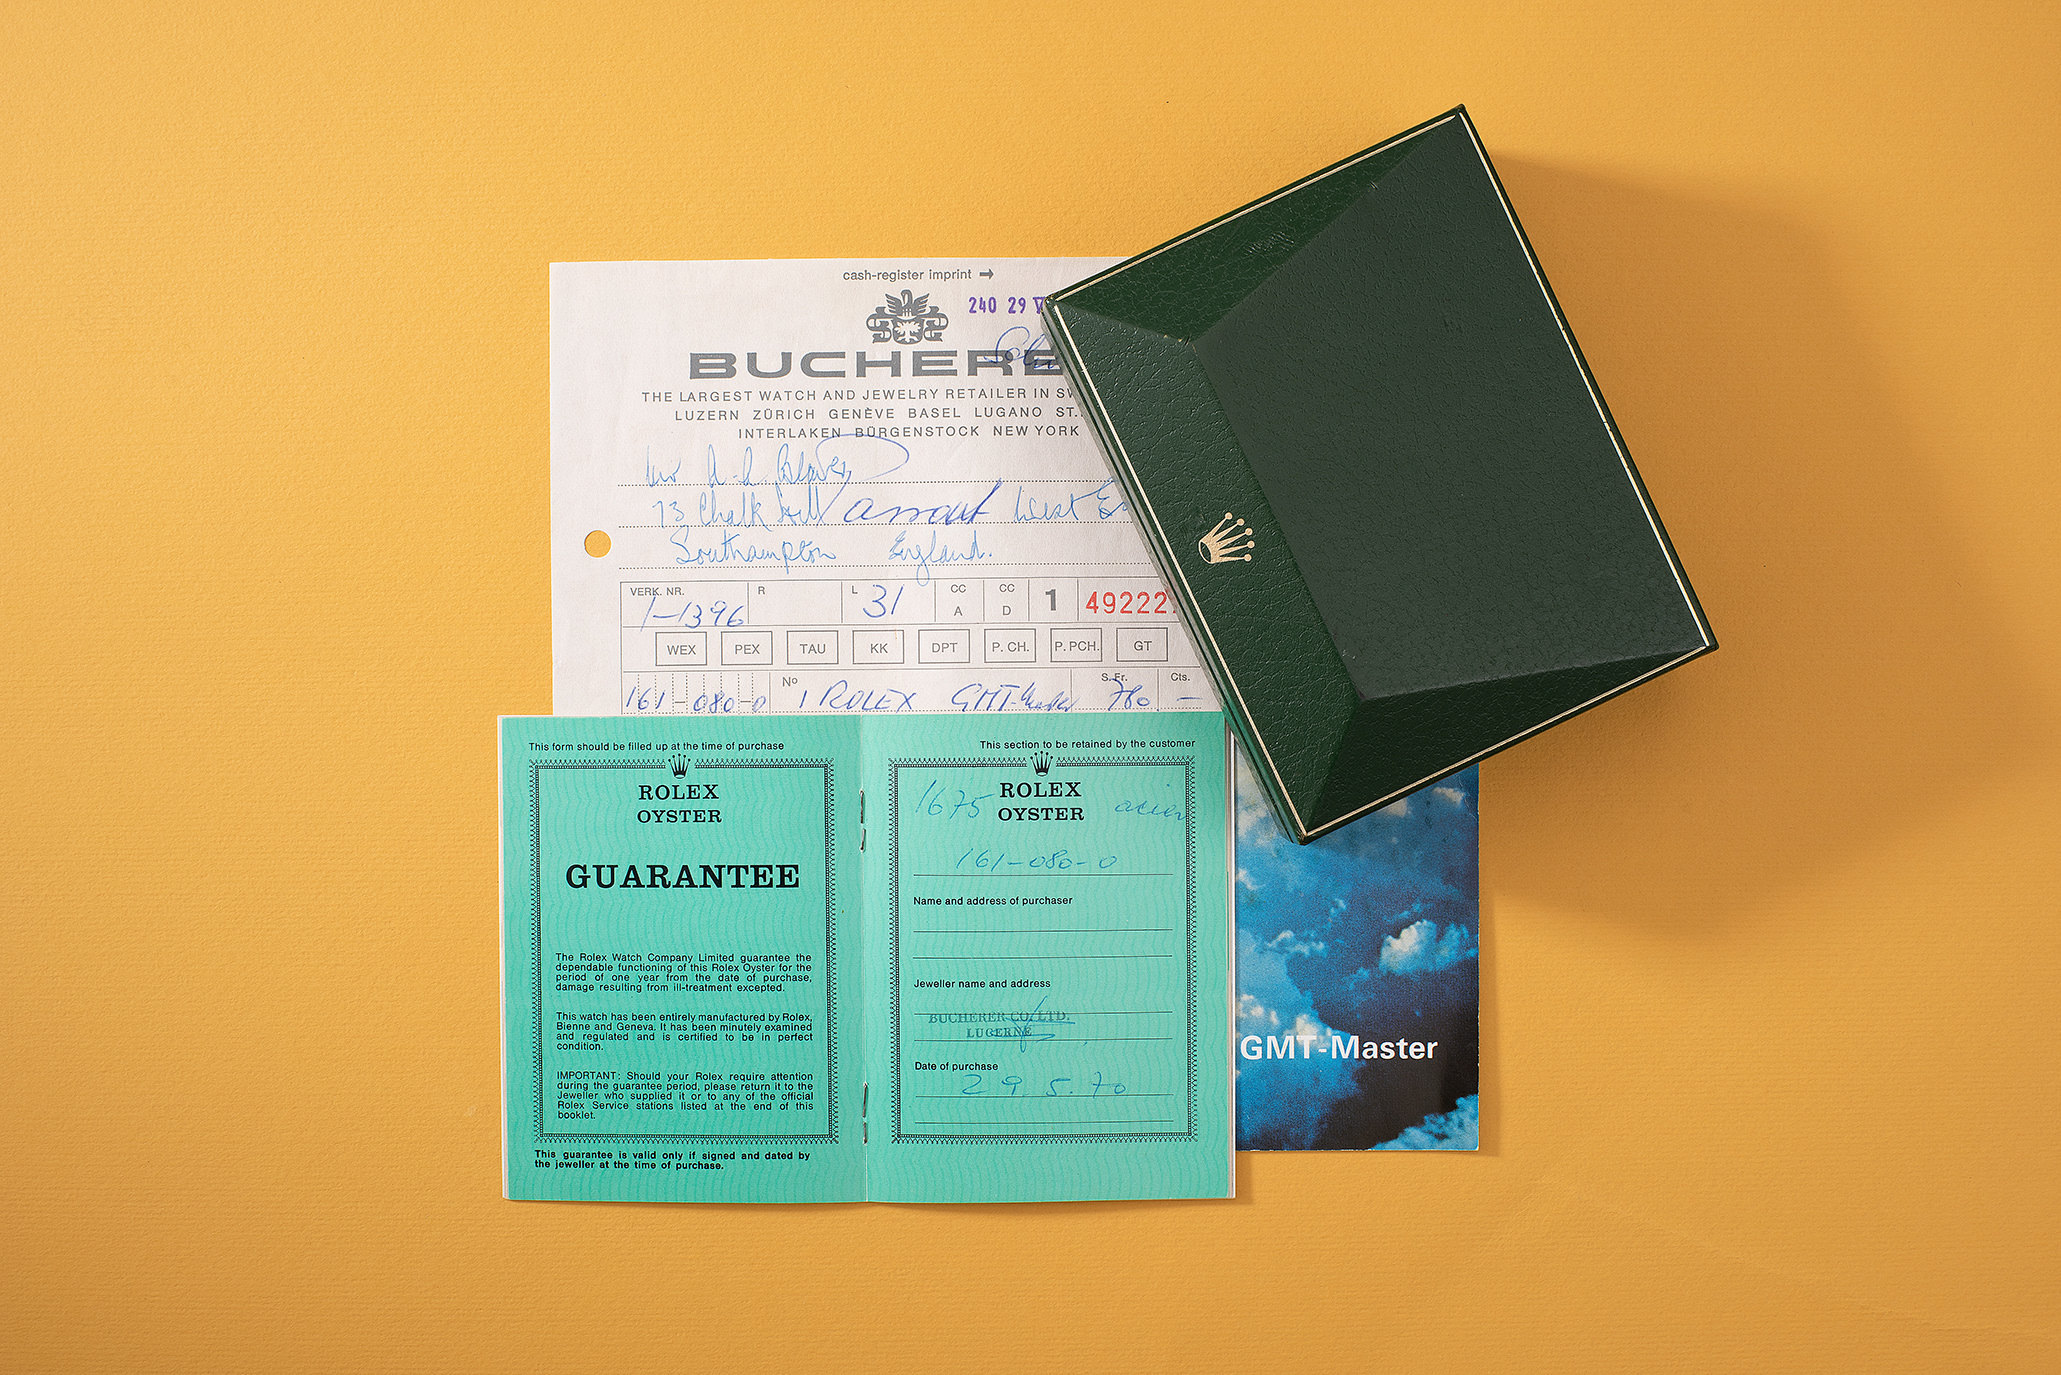 cash-register imprint →
240 29 V
BUCHERE
THE LARGEST WATCH AND JEWELRY RETAILER IN SW
LUZERN ZÜRICH GENÈVE BASEL LUGANO ST.
INTERLAKEN BÜRGENSTOCK NEW YORK
73 Chalk Hill West
Southampton England.
VERK. NR. R L CC CC
1-1396 31 A D 1 49222
WEX PEX TAU KK DPT P. CH. P. PCH. GT
Nº S. Fr. Cts.
161-080-0 1 ROLEX GMT-Master 780 —
This form should be filled up at the time of purchase
ROLEX
OYSTER
GUARANTEE
The Rolex Watch Company Limited guarantee the
dependable functioning of this Rolex Oyster for the
period of one year from the date of purchase,
damage resulting from ill-treatment excepted.
This watch has been entirely manufactured by Rolex,
Bienne and Geneva. It has been minutely examined
and regulated and is certified to be in perfect
condition.
IMPORTANT: Should your Rolex require attention
during the guarantee period, please return it to the
Jeweller who supplied it or to any of the official
Rolex Service stations listed at the end of this
booklet.
This guarantee is valid only if signed and dated by
the jeweller at the time of purchase.
This section to be retained by the customer
ROLEX
1675 OYSTER acier
161-080-0
Name and address of purchaser
Jeweller name and address
BUCHERER CO/LTD.
LUCERNE
Date of purchase
29.5.70
GMT-Master